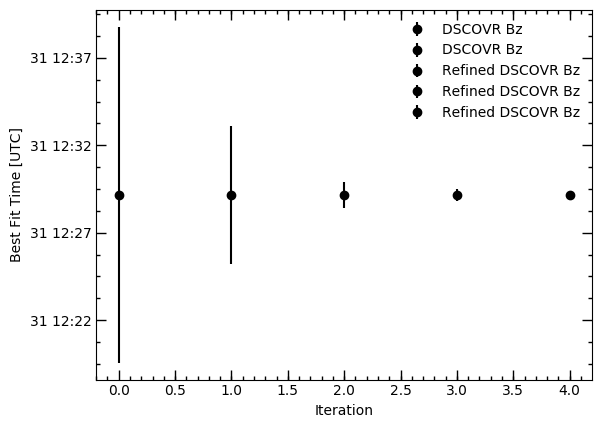 DSCOVR Bz
DSCOVR Bz
Refined DSCOVR Bz
Refined DSCOVR Bz
Refined DSCOVR Bz
31 12:37
31 12:32
31 12:27
31 12:22
Best Fit Time [UTC]
0.0 0.5 1.0 1.5 2.0 2.5 3.0 3.5 4.0
Iteration